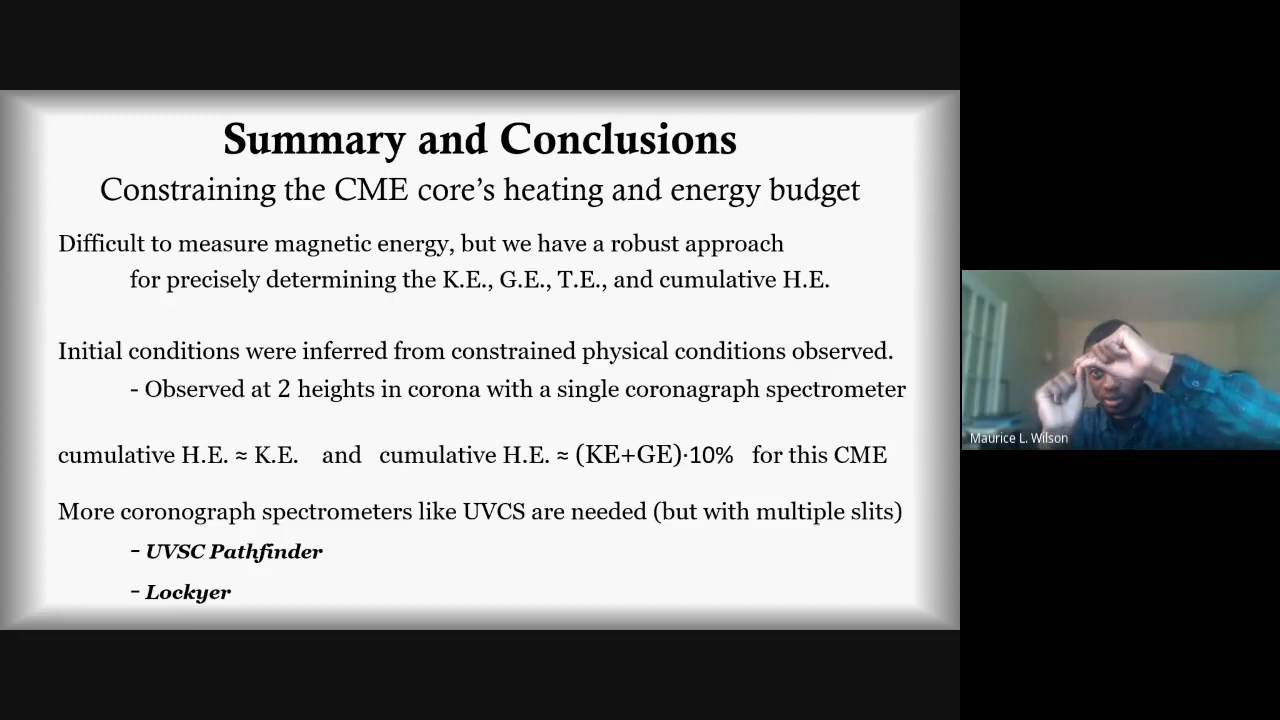 Summary and Conclusions
Constraining the CME core's heating and energy budget
Difficult to measure magnetic energy, but we have a robust approach
for precisely determining the K.E., G.E., T.E., and cumulative H.E.
Initial conditions were inferred from constrained physical conditions observed.
- Observed at 2 heights in corona with a single coronagraph spectrometer
cumulative H.E. ≈ K.E. and cumulative H.E. ≈ (KE+GE)·10% for this CME
More coronograph spectrometers like UVCS are needed (but with multiple slits)
- UVSC Pathfinder
- Lockyer
Maurice L. Wilson